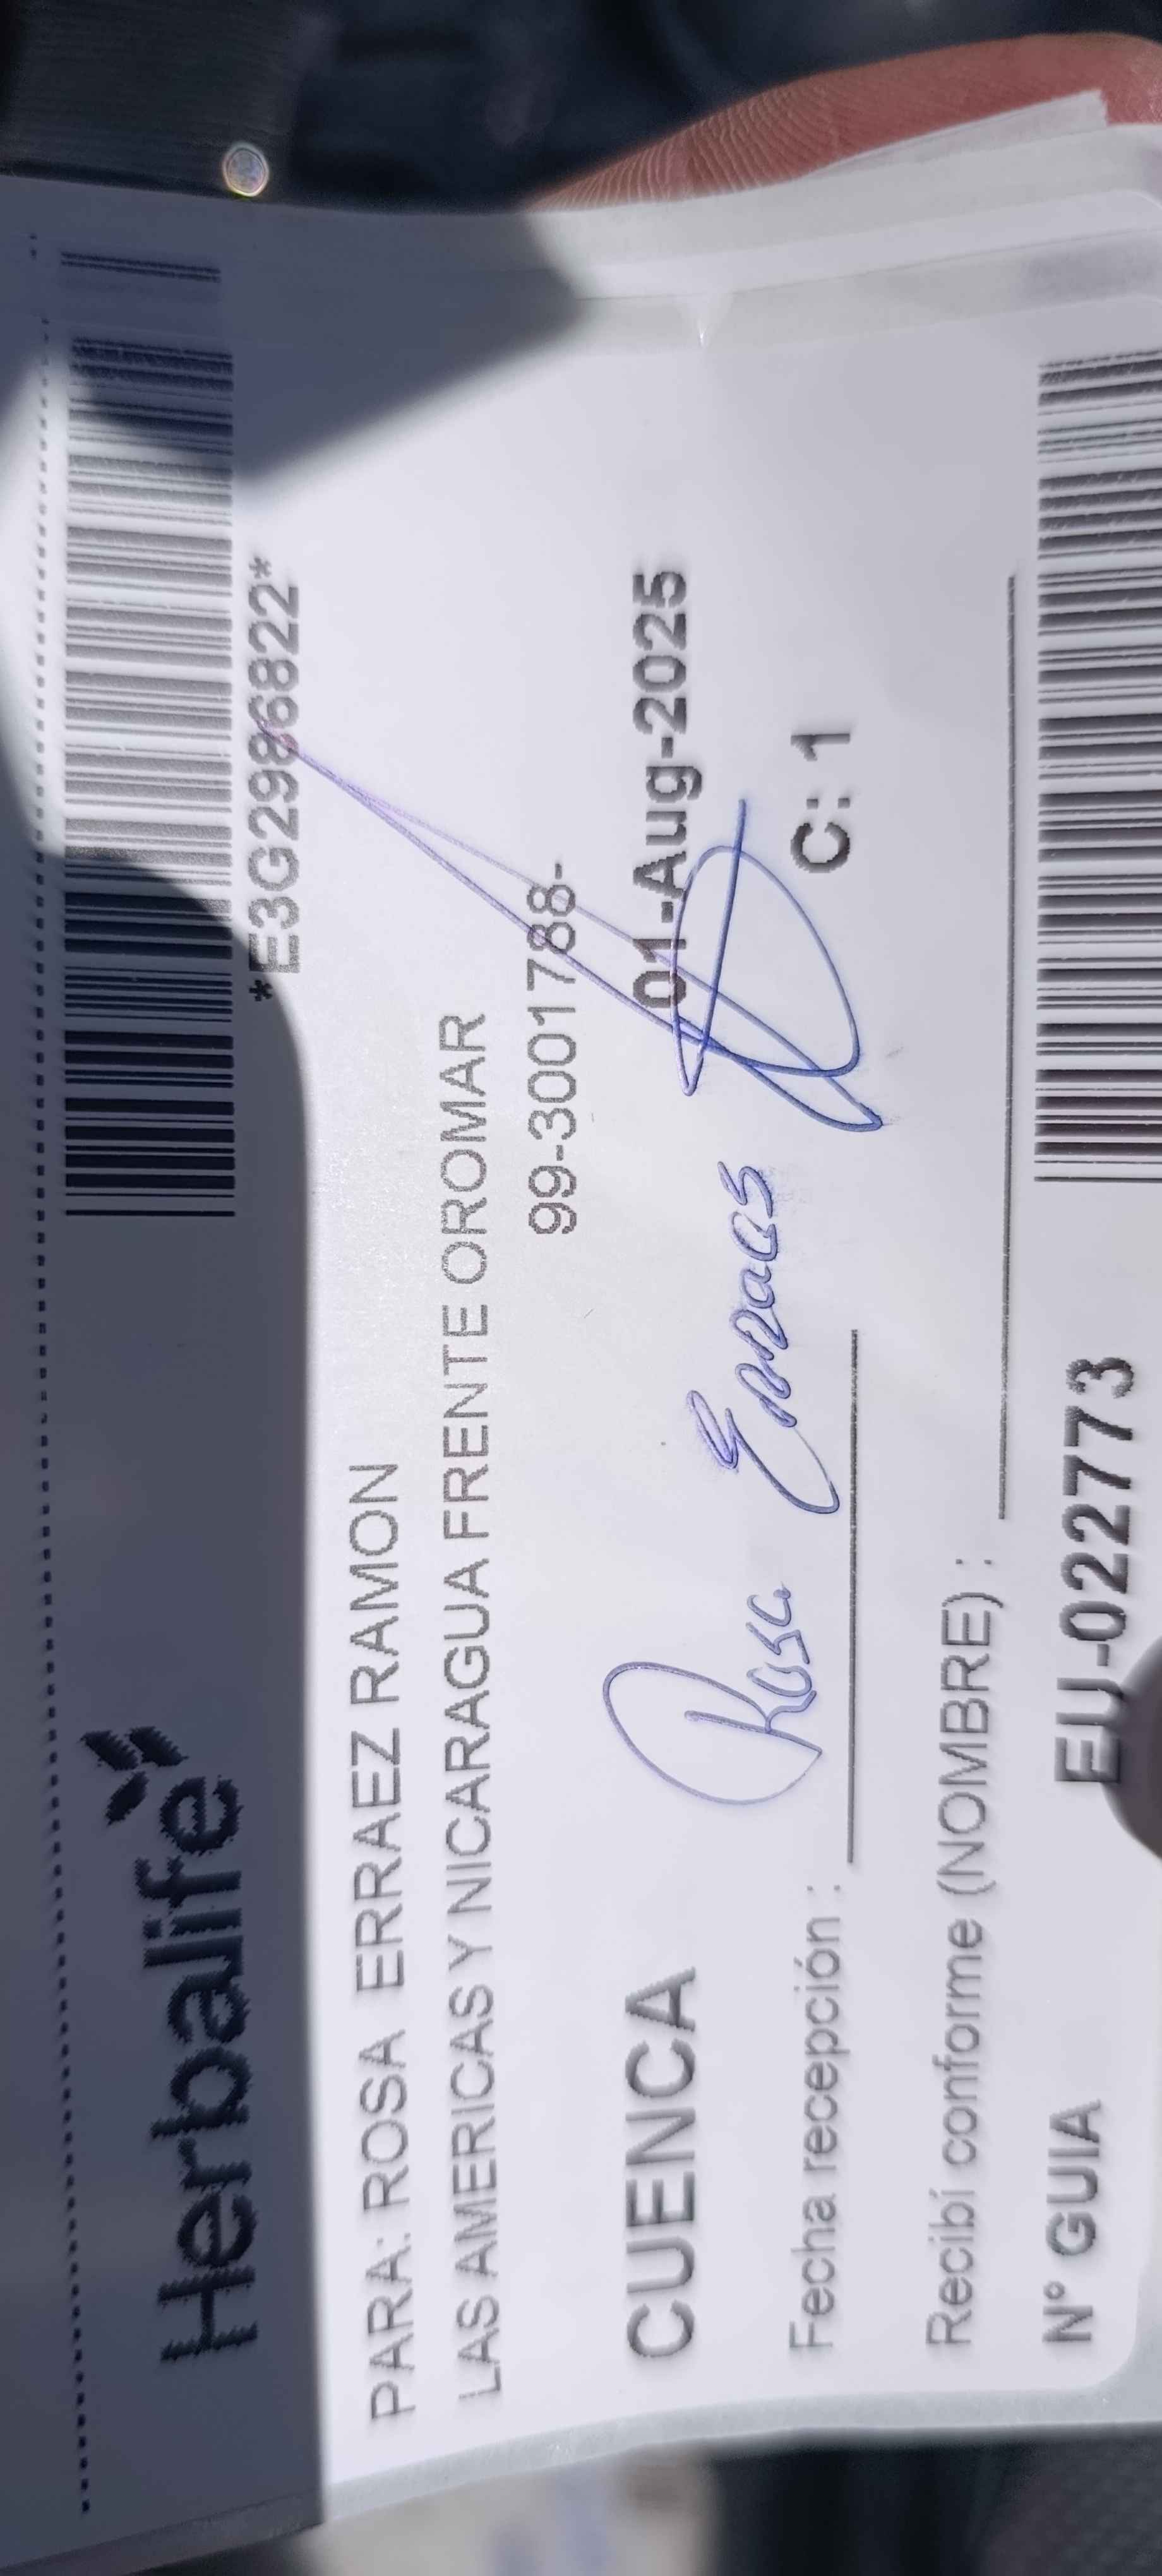 Herbalife
*E3G2986822*
PARA: ROSA ERRAEZ RAMON
LAS AMERICAS Y NICARAGUA FRENTE OROMAR
99-3001788-
CUENCA 01-Aug-2025
Rosa Erraes
Fecha recepción : C: 1
Recibí conforme (NOMBRE) :
N° GUIA EU-022773